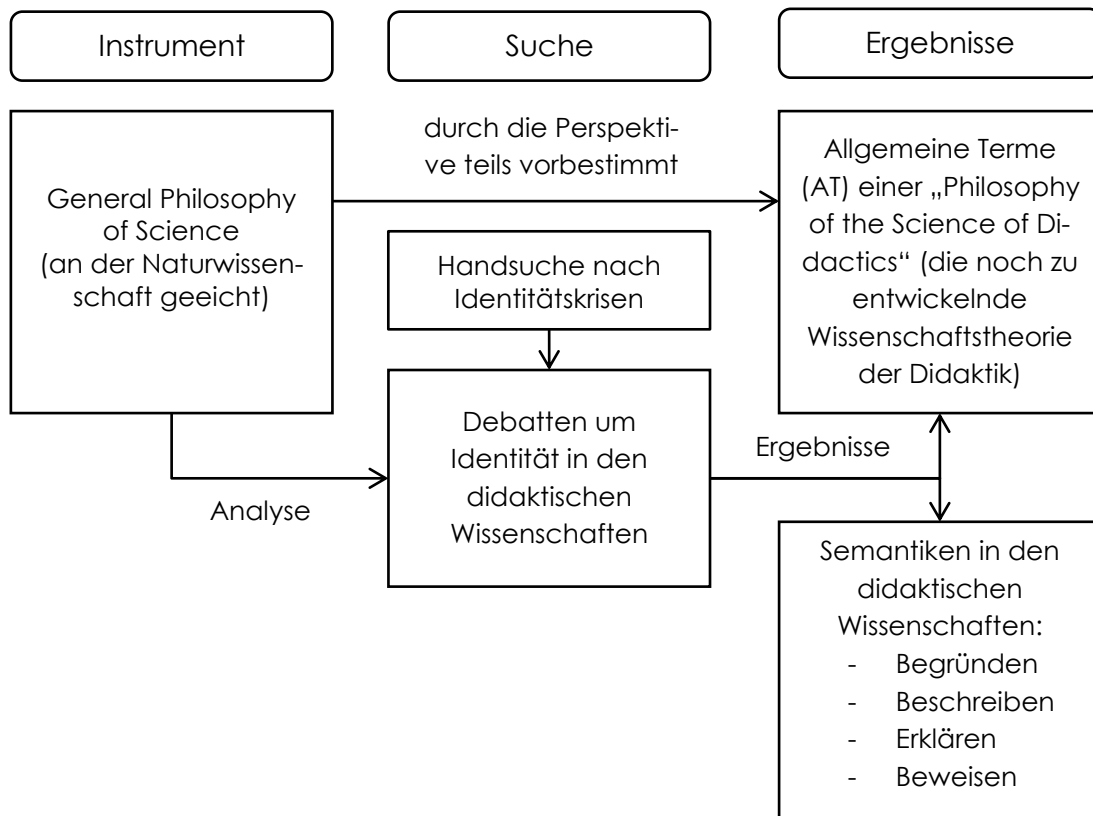 Instrument
Suche
Ergebnisse
General Philosophy
of Science
(an der Naturwissen-
schaft geeicht)
durch die Perspekti-
ve teils vorbestimmt
Handsuche nach
Identitätskrisen
Allgemeine Terme
(AT) einer „Philosophy
of the Science of Di-
dactics“ (die noch zu
entwickelnde
Wissenschaftstheorie
der Didaktik)
Analyse
Debatten um
Identität in den
didaktischen
Wissenschaften
Ergebnisse
Semantiken in den
didaktischen
Wissenschaften:
- Begründen
- Beschreiben
- Erklären
- Beweisen